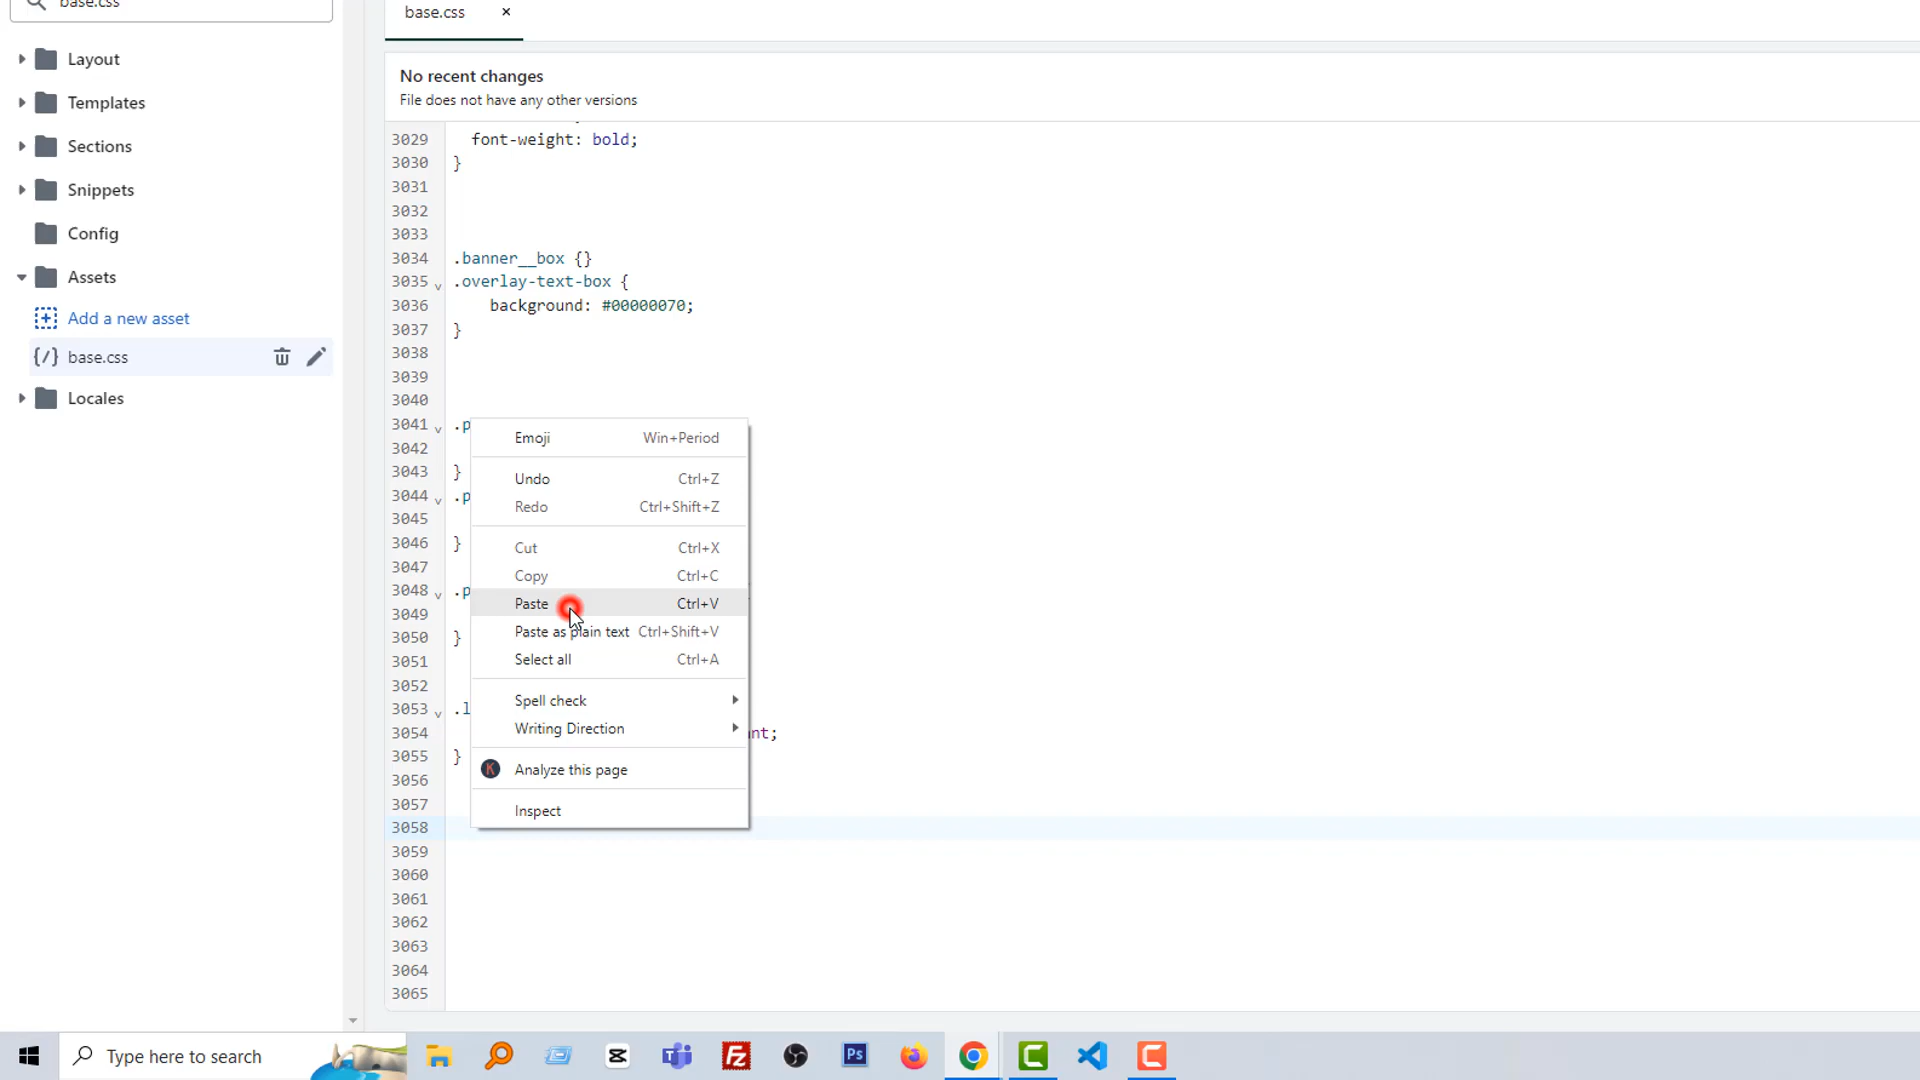 base.css
Layout
Templates
Sections
Snippets
Config
Assets
Add a new asset
{/} base.css
Locales
base.css ×
No recent changes
File does not have any other versions
3029 font-weight: bold;
3030 }
3031
3032
3033
3034 .banner__box {}
3035 .overlay-text-box {
3036 background: #00000070;
3037 }
3038
3039
3040
3041 .p
3042
3043 }
3044 .p
3045
3046 }
3047
3048 .p
3049
3050 }
3051
3052
3053 .l
3054 nt;
3055 }
3056
3057
3058
3059
3060
3061
3062
3063
3064
3065
Emoji Win+Period
Undo Ctrl+Z
Redo Ctrl+Shift+Z
Cut Ctrl+X
Copy Ctrl+C
Paste Ctrl+V
Paste as plain text Ctrl+Shift+V
Select all Ctrl+A
Spell check
Writing Direction
K Analyze this page
Inspect
Type here to search
Ps